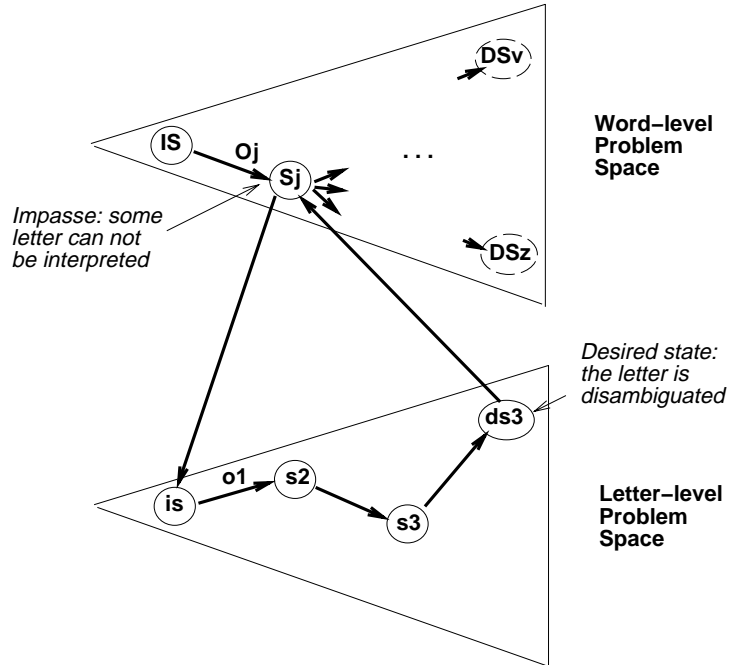 DSv
IS
Oj
Sj
. . .
Word–level
Problem
Space
Impasse: some
letter can not
be interpreted
DSz
Desired state:
the letter is
disambiguated
ds3
is
o1
s2
s3
Letter–level
Problem
Space